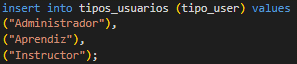 insert into tipos_usuarios (tipo_user) values
("Administrador"),
("Aprendiz"),
("Instructor");